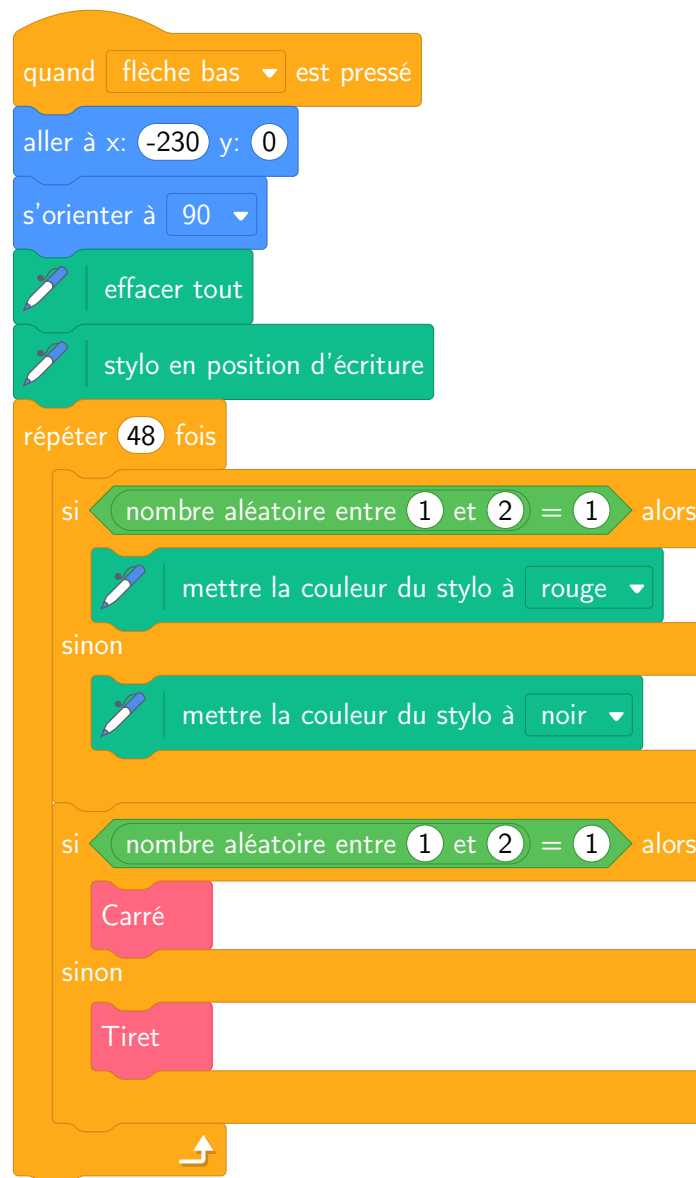 quand flèche bas est pressé
aller à x: -230 y: 0
s'orienter à 90
effacer tout
stylo en position d'écriture
répéter 48 fois
si nombre aléatoire entre 1 et 2 = 1 alors
mettre la couleur du stylo à rouge
sinon
mettre la couleur du stylo à noir
si nombre aléatoire entre 1 et 2 = 1 alors
Carré
sinon
Tiret